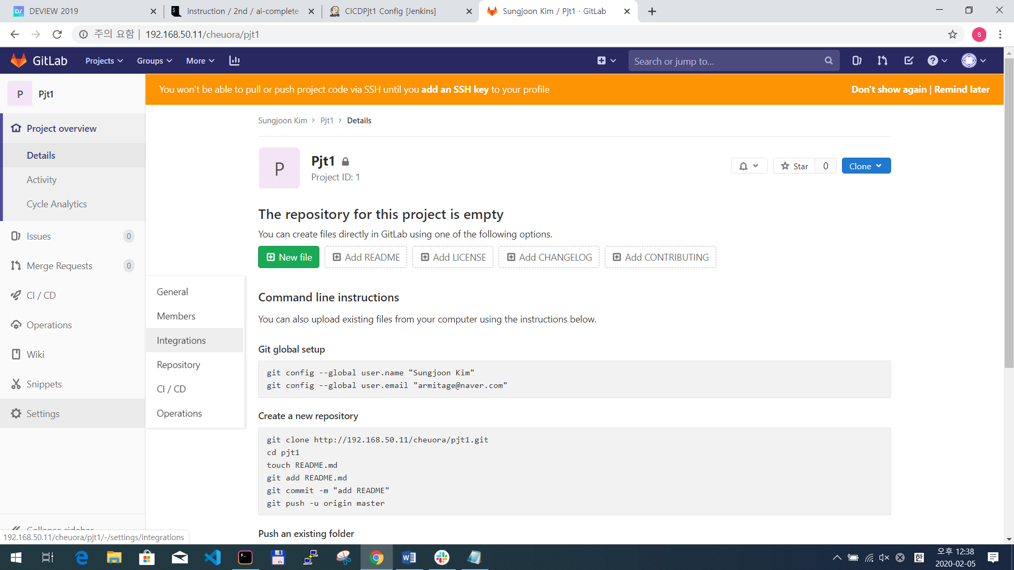 DEVIEW 2019
instruction / 2nd / ai-complete
CICDPJt1 Config [Jenkins]
Sungjoon Kim / Pjt1 · GitLab
주의 요함
192.168.50.11/cheuora/pjt1
s
GitLab
Projects
Groups
More
Search or jump to...
P
Pjt1
Project overview
Details
Activity
Cycle Analytics
Issues
0
Merge Requests
0
CI / CD
Operations
Wiki
Snippets
Settings
Collapse sidebar
General
Members
Integrations
Repository
CI / CD
Operations
You won't be able to pull or push project code via SSH until you add an SSH key to your profile
Don't show again | Remind later
Sungjoon Kim > Pjt1 > Details
P
Pjt1
Project ID: 1
Star
0
Clone
The repository for this project is empty
You can create files directly in GitLab using one of the following options.
New file
Add README
Add LICENSE
Add CHANGELOG
Add CONTRIBUTING
Command line instructions
You can also upload existing files from your computer using the instructions below.
Git global setup
git config --global user.name "Sungjoon Kim"
git config --global user.email "armitage@naver.com"
Create a new repository
git clone http://192.168.50.11/cheuora/pjt1.git
cd pjt1
touch README.md
git add README.md
git commit -m "add README"
git push -u origin master
Push an existing folder
192.168.50.11/cheuora/pjt1/-/settings/integrations
한
오후 12:38
2020-02-05